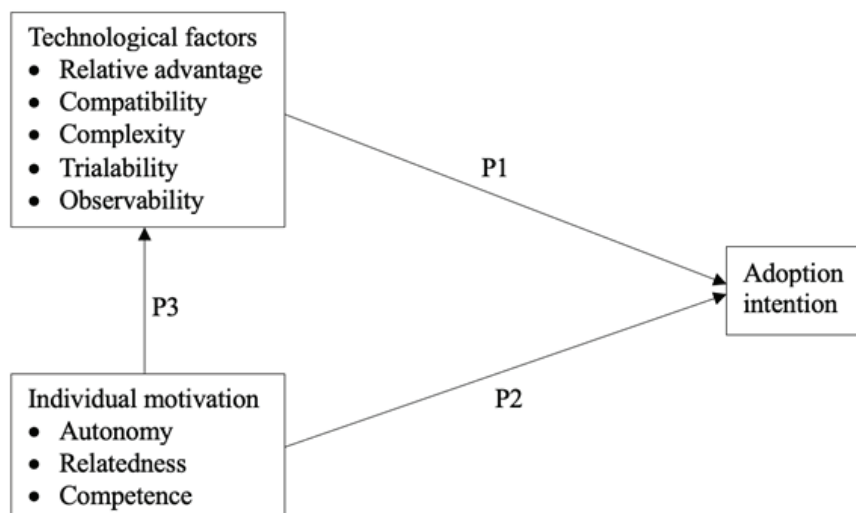 Technological factors
• Relative advantage
• Compatibility
• Complexity
• Trialability
• Observability
P1
Adoption
intention
P3
Individual motivation
• Autonomy
• Relatedness
• Competence
P2